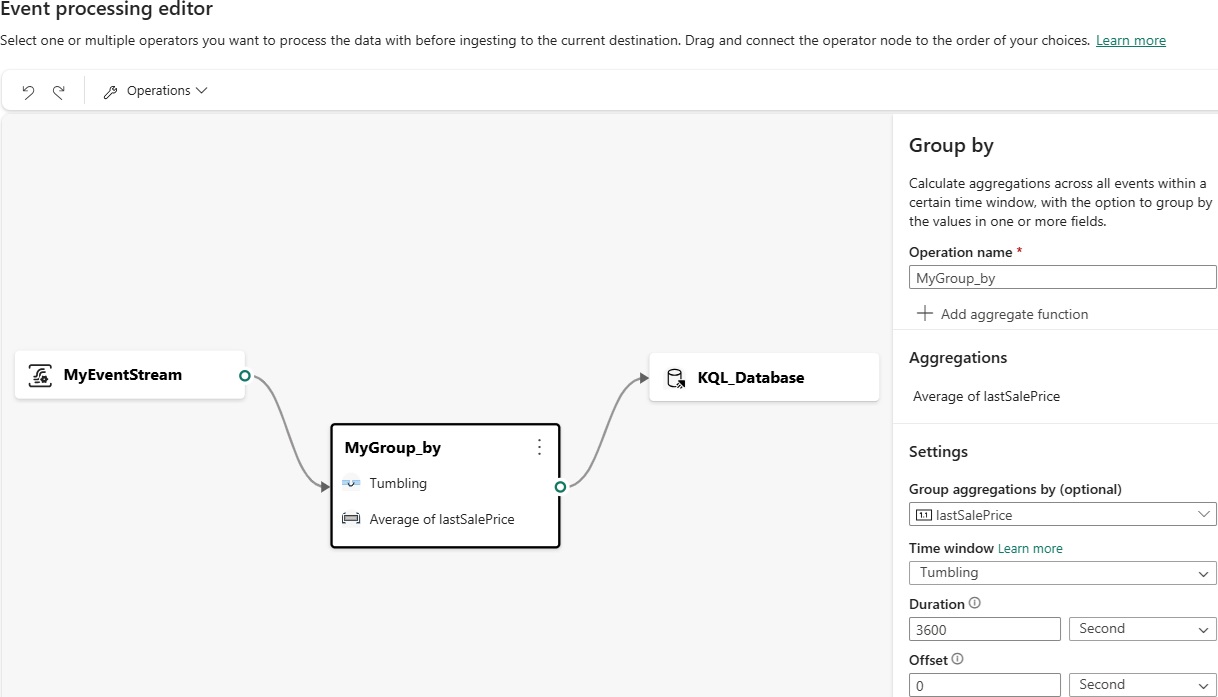 Event processing editor
Select one or multiple operators you want to process the data with before ingesting to the current destination. Drag and connect the operator node to the order of your choices. Learn more
Operations
MyEventStream
MyGroup_by
Tumbling
Average of lastSalePrice
KQL_Database
Group by
Calculate aggregations across all events within a
certain time window, with the option to group by
the values in one or more fields.
Operation name *
MyGroup_by
Add aggregate function
Aggregations
Average of lastSalePrice
Settings
Group aggregations by (optional)
1.1 lastSalePrice
Time window Learn more
Tumbling
Duration
3600 Second
Offset
0 Second